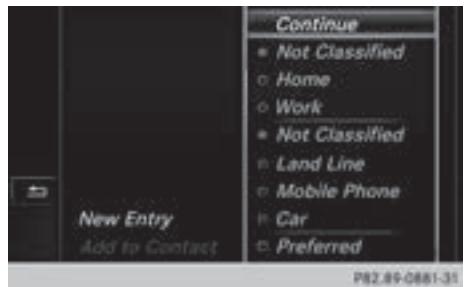 Continue
Not Classified
Home
Work
Not Classified
Land Line
Mobile Phone
New Entry
Car
Add to Contact
Preferred
P82.89-0881-31